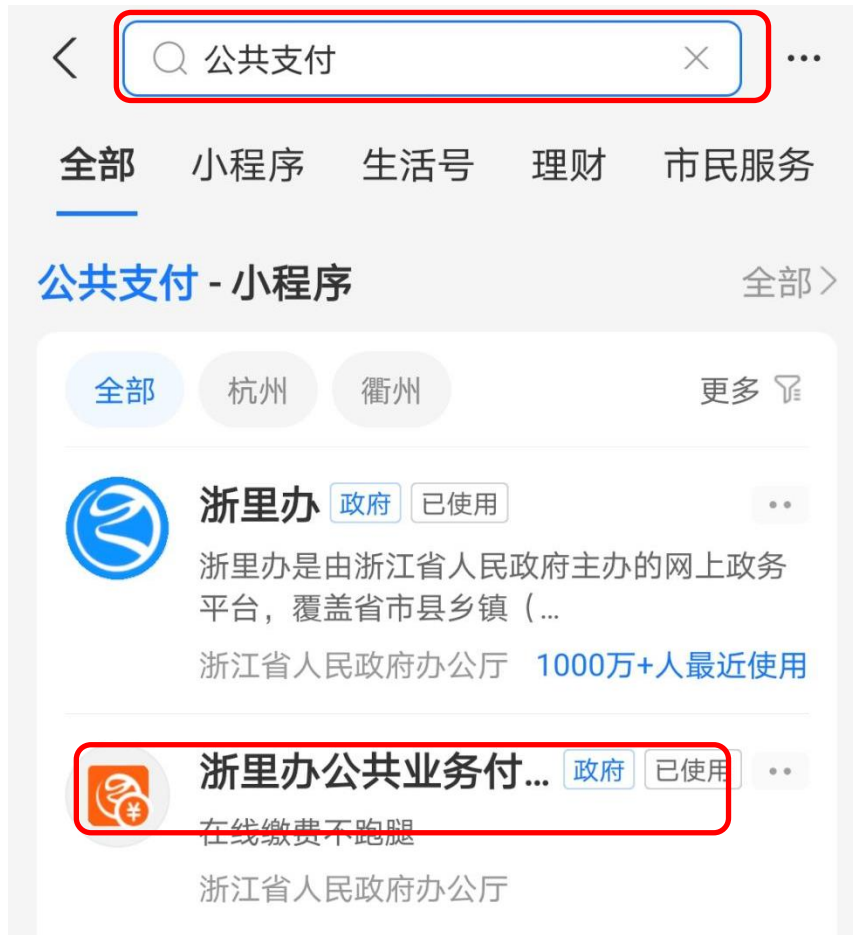 公共支付
全部 小程序 生活号 理财 市民服务
公共支付 - 小程序 全部
全部 杭州 衢州 更多
浙里办 政府 已使用
浙里办是由浙江省人民政府主办的网上政务
平台，覆盖省市县乡镇（...
浙江省人民政府办公厅 1000万+人最近使用
浙里办公共业务付... 政府 已使用
在线缴费不跑腿
浙江省人民政府办公厅